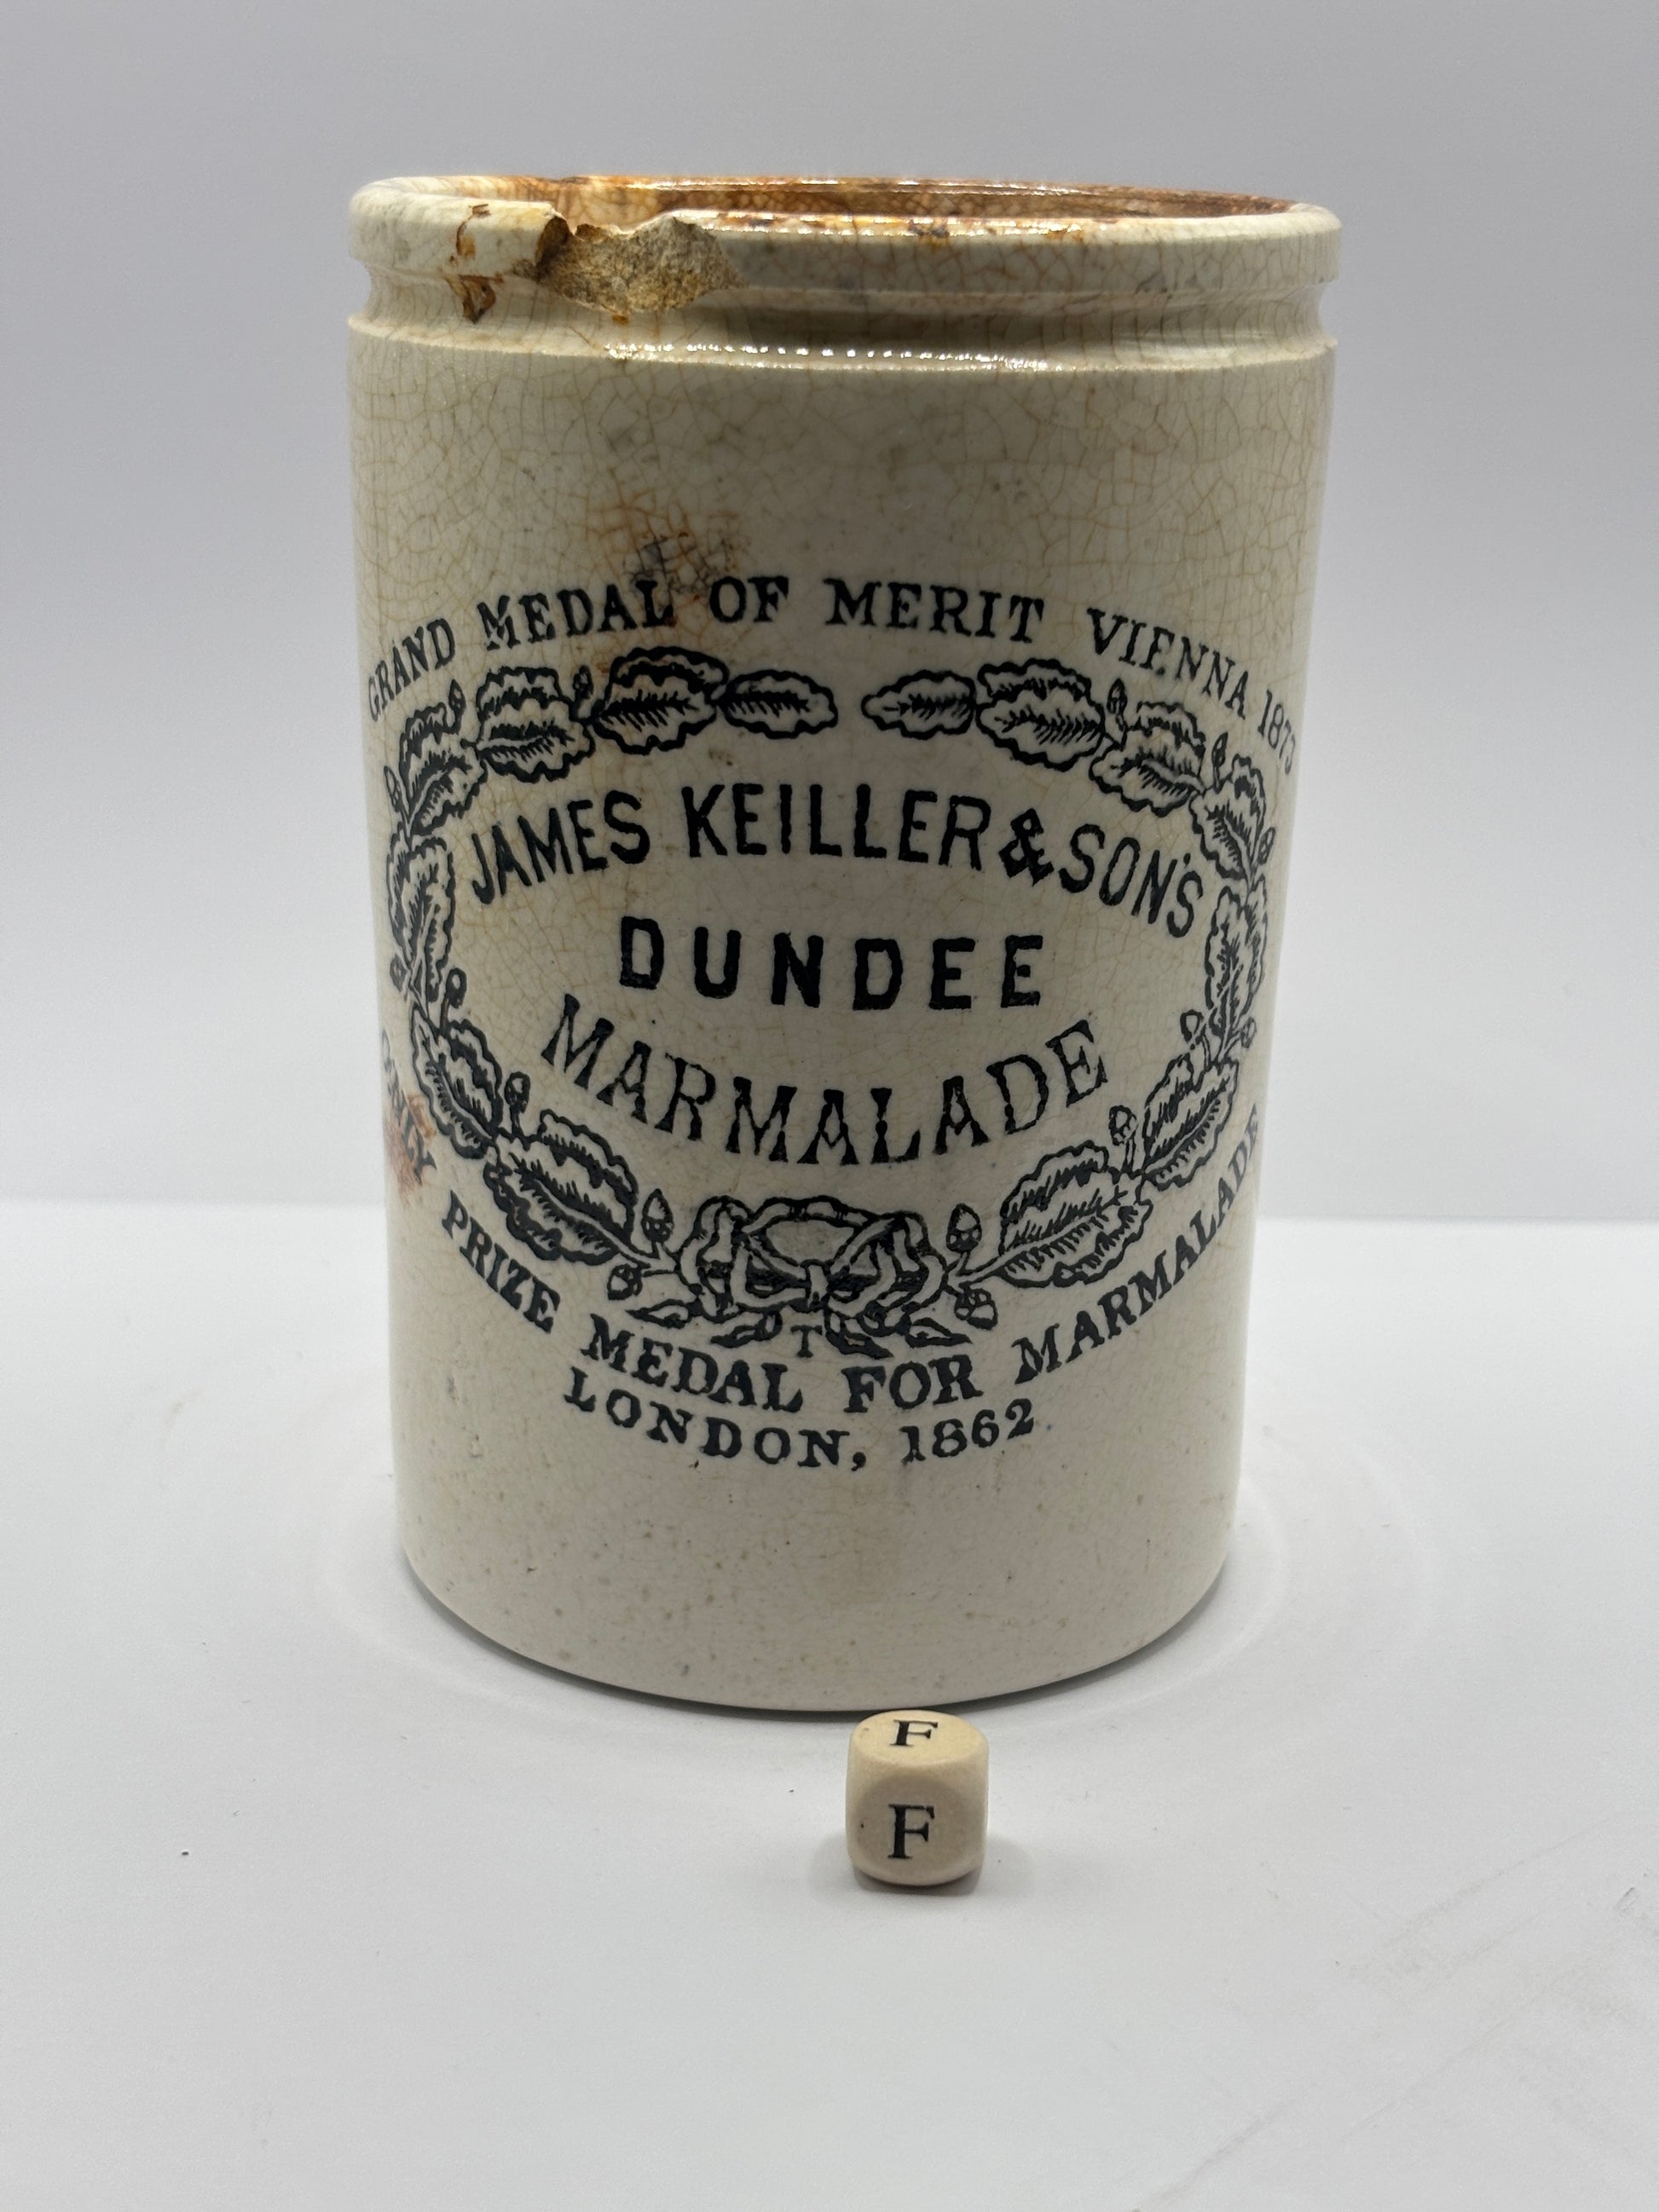 GRAND MEDAL OF MERIT VIENNA 1873
JAMES KEILLER & SON'S
DUNDEE
MARMALADE
T
ONLY PRIZE MEDAL FOR MARMALADE
LONDON, 1862
F
F